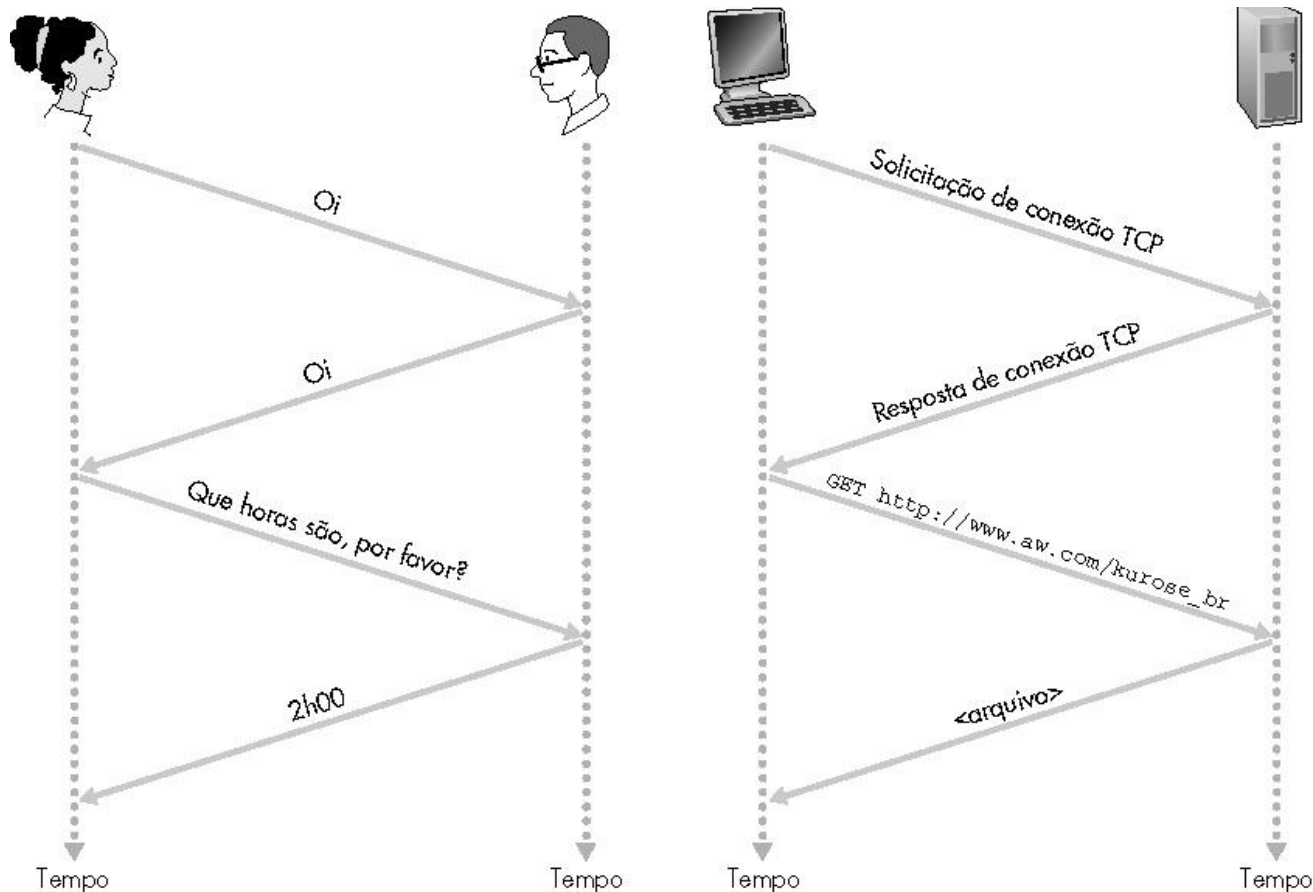 Oi
Oi
Que horas são, por favor?
2h00
Tempo
Tempo
Solicitação de conexão TCP
Resposta de conexão TCP
GET http://www.aw.com/kurose_br
<arquivo>
Tempo
Tempo